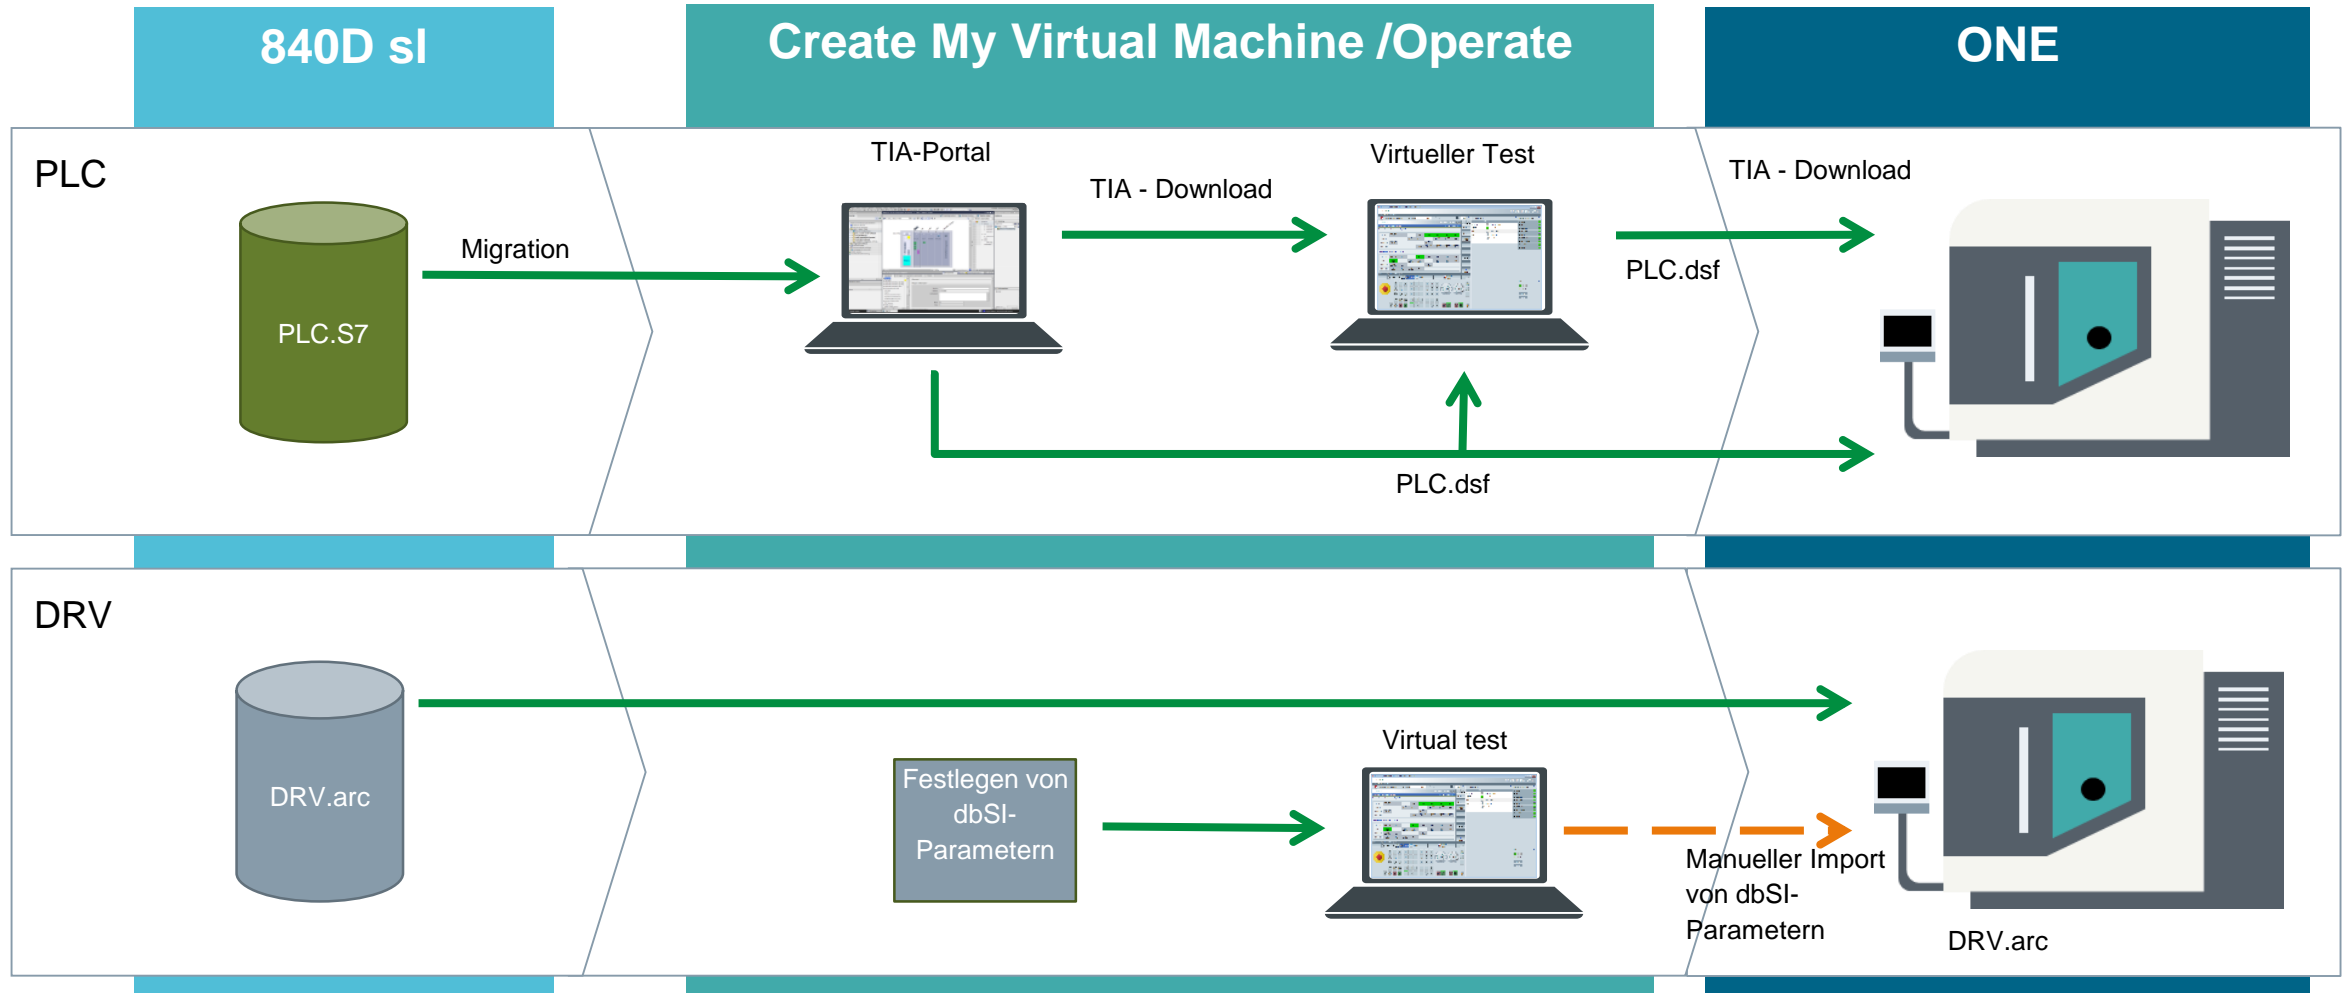 840D sl
Create My Virtual Machine /Operate
ONE
PLC
TIA-Portal
Virtueller Test
TIA - Download
TIA - Download
Migration
PLC.dsf
PLC.S7
PLC.dsf
DRV
Virtual test
Festlegen von
dbSI-
Parametern
DRV.arc
Manueller Import
von dbSI-
Parametern
DRV.arc